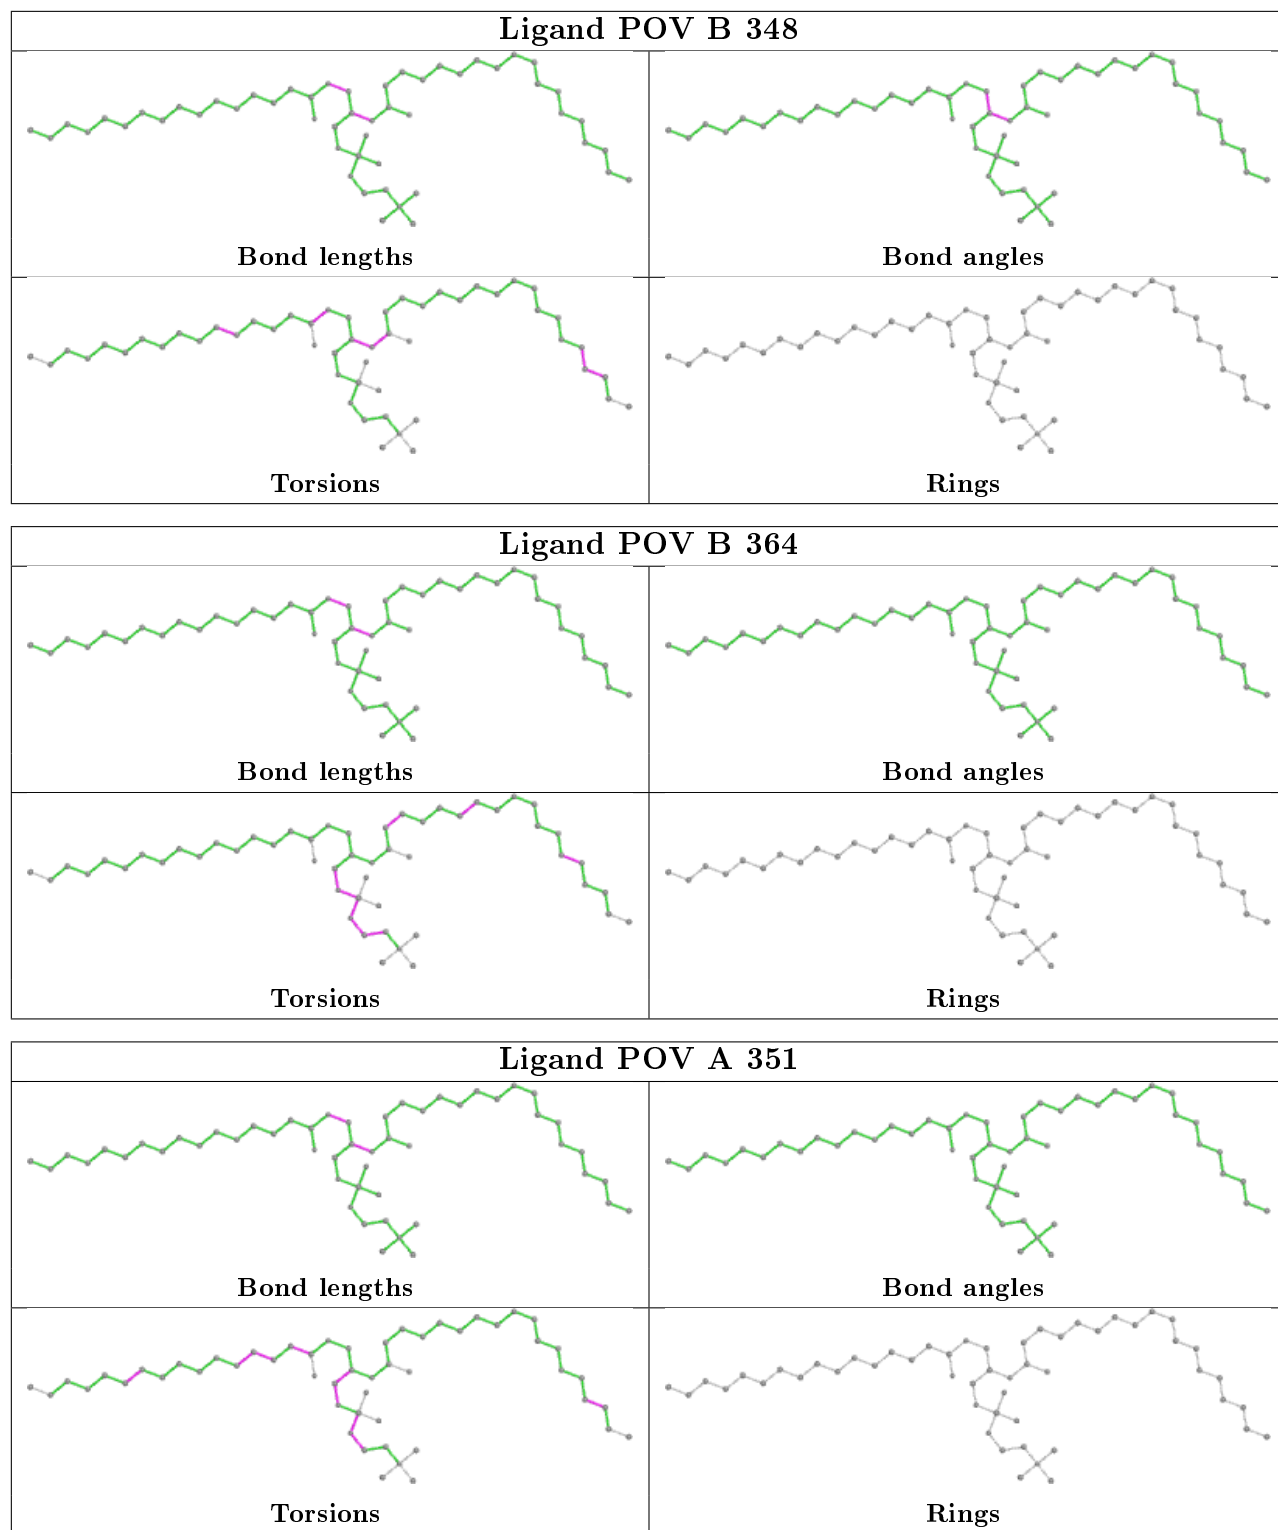 Ligand POV B 348
Bond lengths
Bond angles
Torsions
Rings
Ligand POV B 364
Bond lengths
Bond angles
Torsions
Rings
Ligand POV A 351
Bond lengths
Bond angles
Torsions
Rings